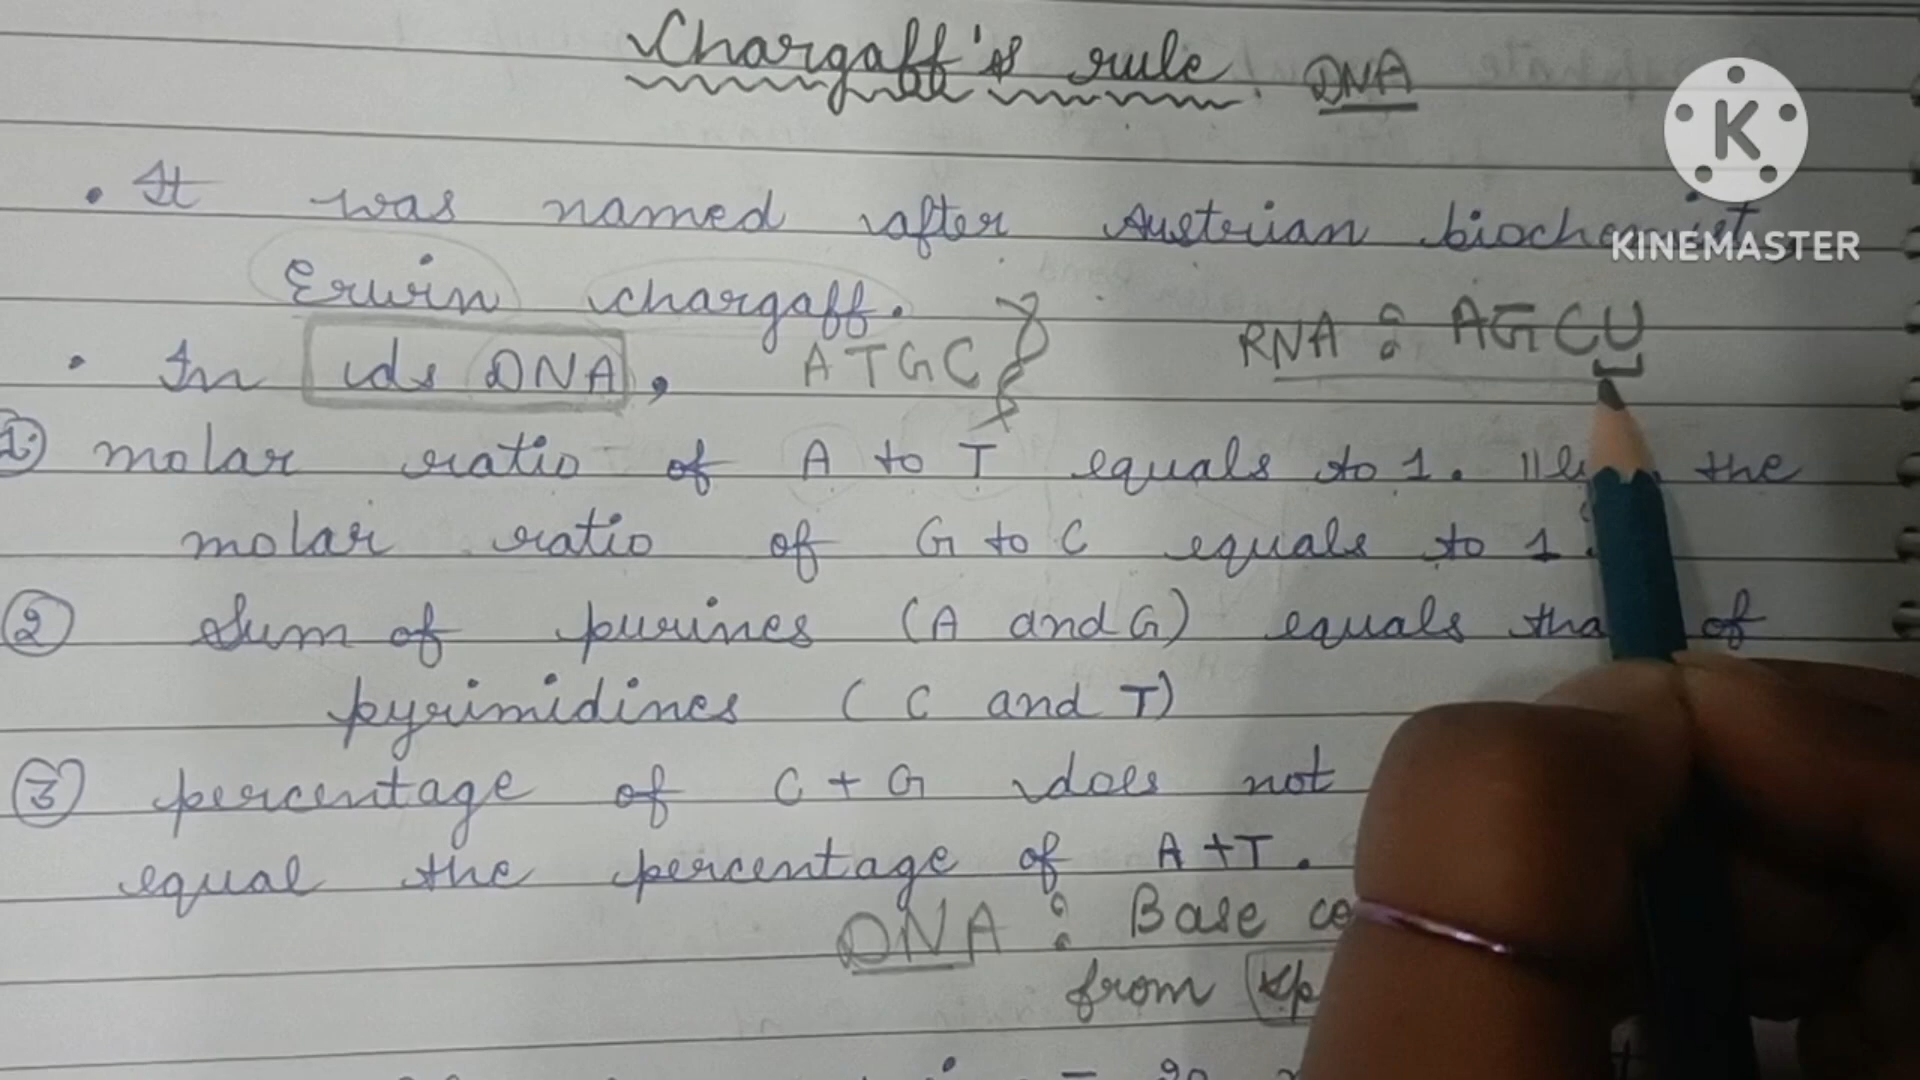 Chargaff's rule. DNA
K
KINEMASTER
• It was named after Austrian biochemist,
Erwin chargaff.
RNA : AGCU
• In ds DNA, ATGC
1. molar ratio of A to T equals to 1. the
molar ratio of G to C equals to 1
2 Sum of purines (A and G) equals of
pyrimidines (C and T)
3 percentage of C + G does not
equal the percentage of A+T.
DNA : Base
from